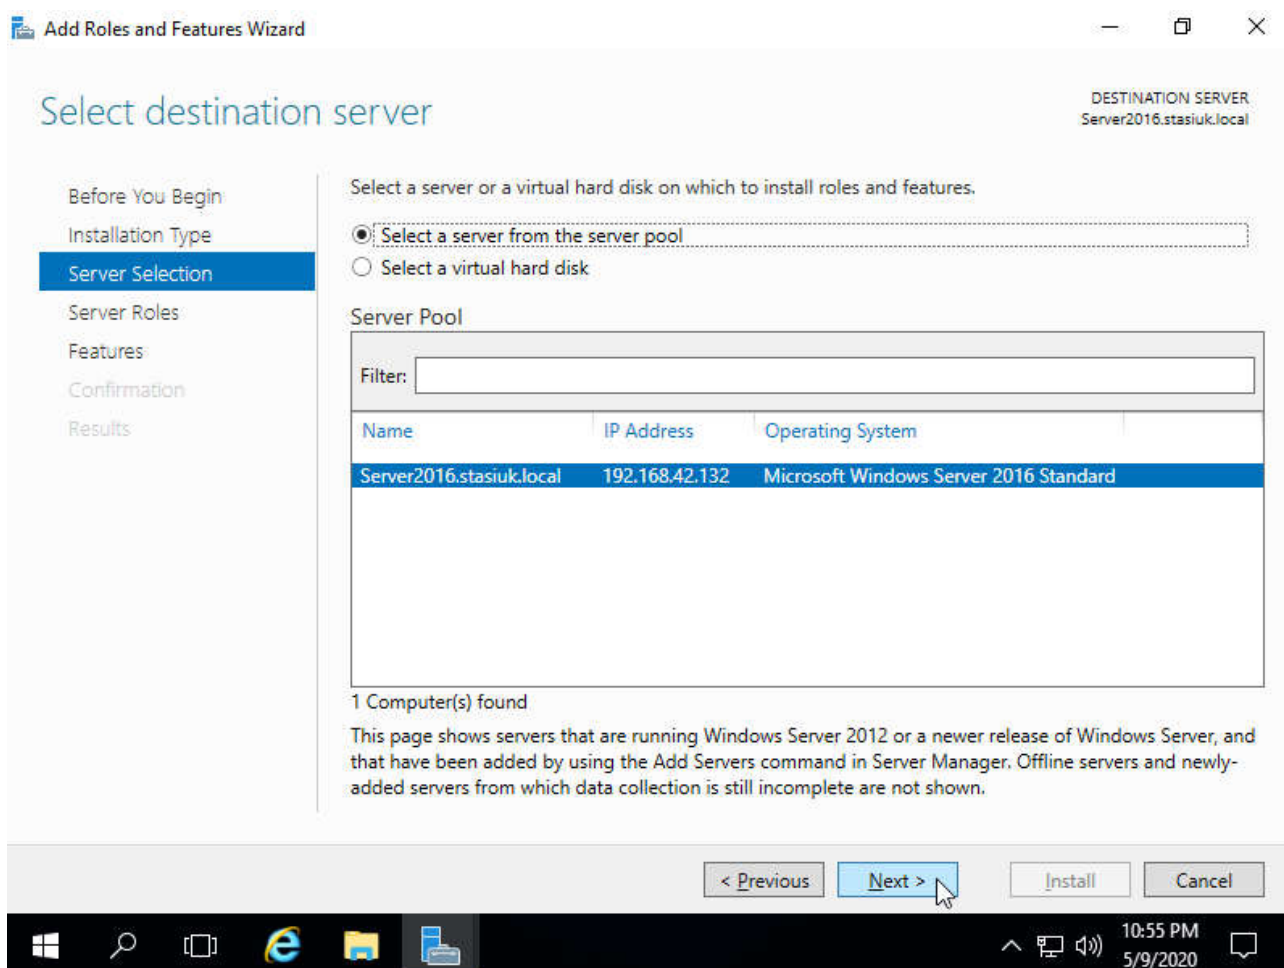 Add Roles and Features Wizard
Select destination server
DESTINATION SERVER
Server2016.stasiuk.local
Before You Begin
Installation Type
Server Selection
Server Roles
Features
Confirmation
Results
Select a server or a virtual hard disk on which to install roles and features.
Select a server from the server pool
Select a virtual hard disk
Server Pool
Filter:
Name IP Address Operating System
Server2016.stasiuk.local 192.168.42.132 Microsoft Windows Server 2016 Standard
1 Computer(s) found
This page shows servers that are running Windows Server 2012 or a newer release of Windows Server, and
that have been added by using the Add Servers command in Server Manager. Offline servers and newly-
added servers from which data collection is still incomplete are not shown.
< Previous Next > Install Cancel
10:55 PM
5/9/2020